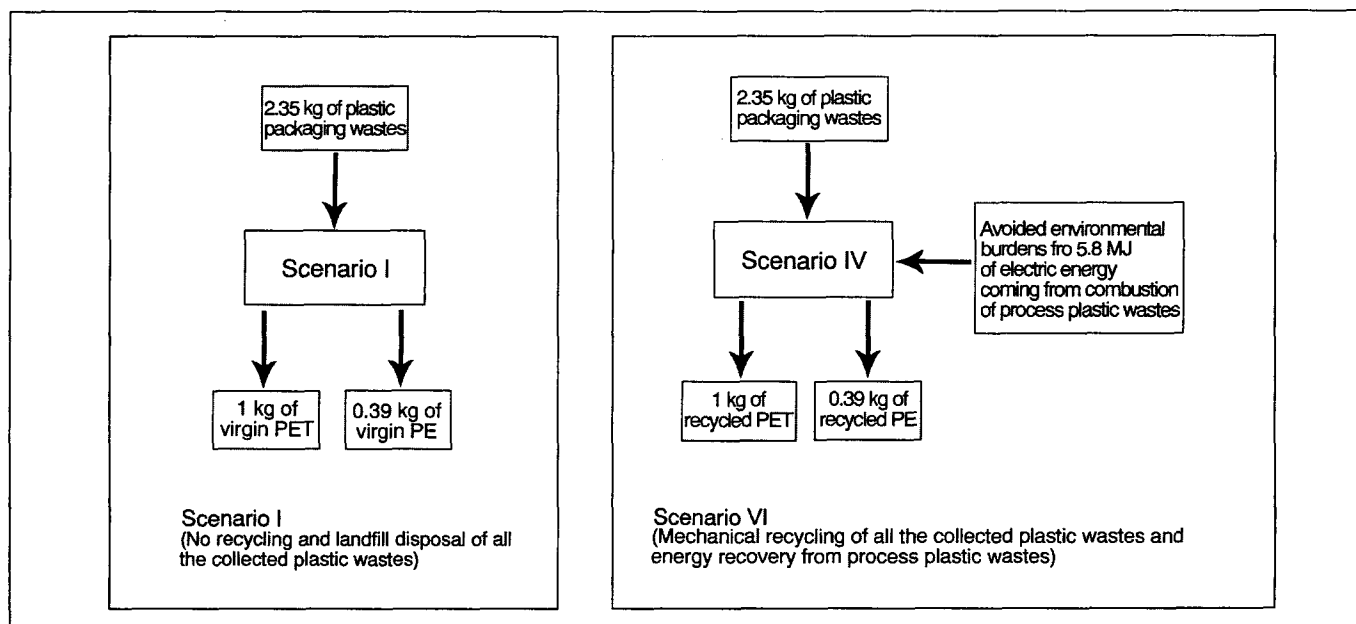 2.35 kg of plastic
packaging wastes
Scenario I
1 kg of
virgin PET
0.39 kg of
virgin PE
Scenario I
(No recycling and landfill disposal of all
the collected plastic wastes)
2.35 kg of plastic
packaging wastes
Scenario IV
Avoided environmental
burdens fro 5.8 MJ
of electric energy
coming from combustion
of process plastic wastes
1 kg of
recycled PET
0.39 kg of
recycled PE
Scenario VI
(Mechanical recycling of all the collected plastic wastes and
energy recovery from process plastic wastes)